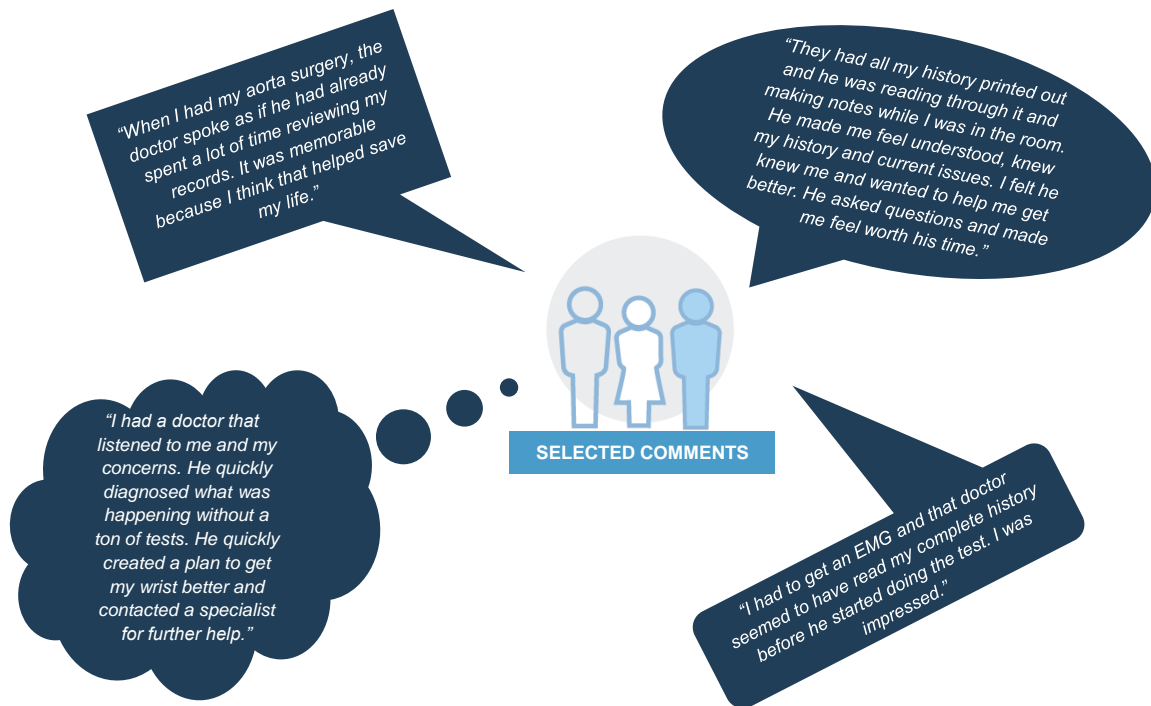 “When I had my aorta surgery, the
doctor spoke as if he had already
spent a lot of time reviewing my
records. It was memorable
because I think that helped save
my life.”
“They had all my history printed out
and he was reading through it and
making notes while I was in the room.
He made me feel understood, knew
my history and current issues. I felt he
knew me and wanted to help me get
better. He asked questions and made
me feel worth his time.”
“I had a doctor that
listened to me and my
concerns. He quickly
diagnosed what was
happening without a
ton of tests. He quickly
created a plan to get
my wrist better and
contacted a specialist
for further help.”
SELECTED COMMENTS
“I had to get an EMG and that doctor
seemed to have read my complete history
before he started doing the test. I was
impressed.”